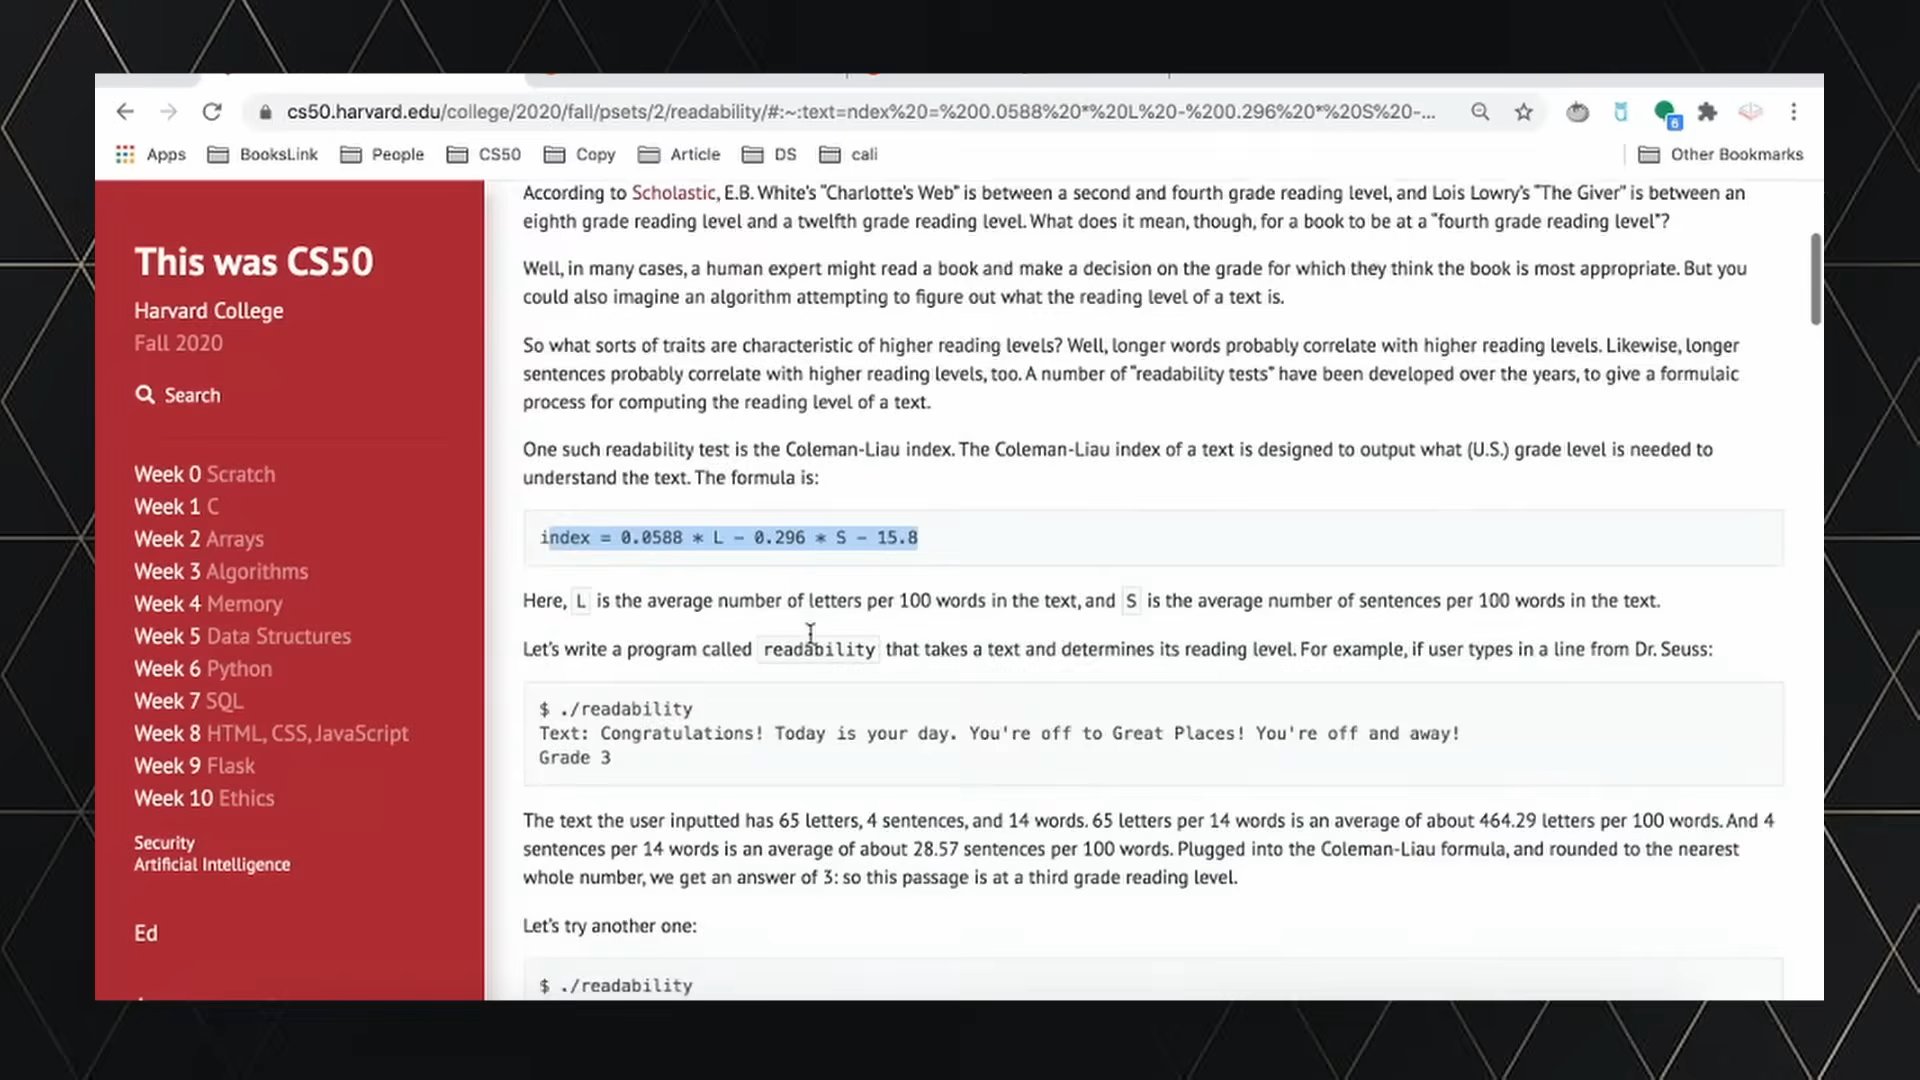 cs50.harvard.edu/college/2020/fall/psets/2/readability/#:~:text=ndex%20=%200.0588%20*%20L%20-%200.296%20*%20S%20-...
6
Apps BooksLink People CS50 Copy Article DS cali Other Bookmarks
This was CS50
Harvard College
Fall 2020
Search
Week 0 Scratch
Week 1 C
Week 2 Arrays
Week 3 Algorithms
Week 4 Memory
Week 5 Data Structures
Week 6 Python
Week 7 SQL
Week 8 HTML, CSS, JavaScript
Week 9 Flask
Week 10 Ethics
Security
Artificial Intelligence
Ed
According to Scholastic, E.B. White's "Charlotte's Web" is between a second and fourth grade reading level, and Lois Lowry's "The Giver" is between an
eighth grade reading level and a twelfth grade reading level. What does it mean, though, for a book to be at a "fourth grade reading level"?
Well, in many cases, a human expert might read a book and make a decision on the grade for which they think the book is most appropriate. But you
could also imagine an algorithm attempting to figure out what the reading level of a text is.
So what sorts of traits are characteristic of higher reading levels? Well, longer words probably correlate with higher reading levels. Likewise, longer
sentences probably correlate with higher reading levels, too. A number of "readability tests" have been developed over the years, to give a formulaic
process for computing the reading level of a text.
One such readability test is the Coleman-Liau index. The Coleman-Liau index of a text is designed to output what (U.S.) grade level is needed to
understand the text. The formula is:
index = 0.0588 * L - 0.296 * S - 15.8
Here, L is the average number of letters per 100 words in the text, and S is the average number of sentences per 100 words in the text.
Let's write a program called readability that takes a text and determines its reading level. For example, if user types in a line from Dr. Seuss:
$ ./readability
Text: Congratulations! Today is your day. You're off to Great Places! You're off and away!
Grade 3
The text the user inputted has 65 letters, 4 sentences, and 14 words. 65 letters per 14 words is an average of about 464.29 letters per 100 words. And 4
sentences per 14 words is an average of about 28.57 sentences per 100 words. Plugged into the Coleman-Liau formula, and rounded to the nearest
whole number, we get an answer of 3: so this passage is at a third grade reading level.
Let's try another one:
$ ./readability